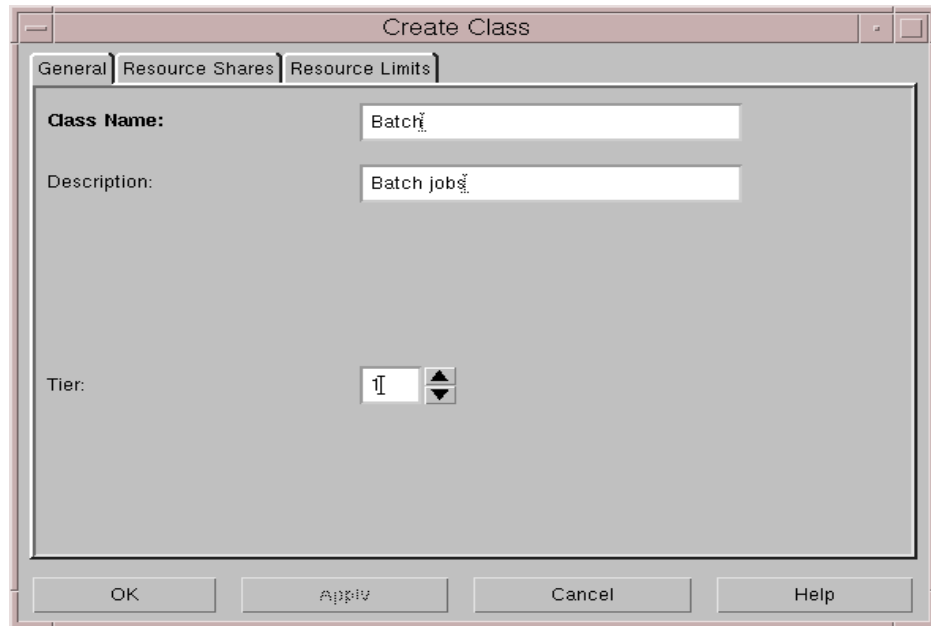 Create Class
General Resource Shares Resource Limits
Class Name: Batch
Description: Batch jobs
Tier: 1
OK Apply Cancel Help